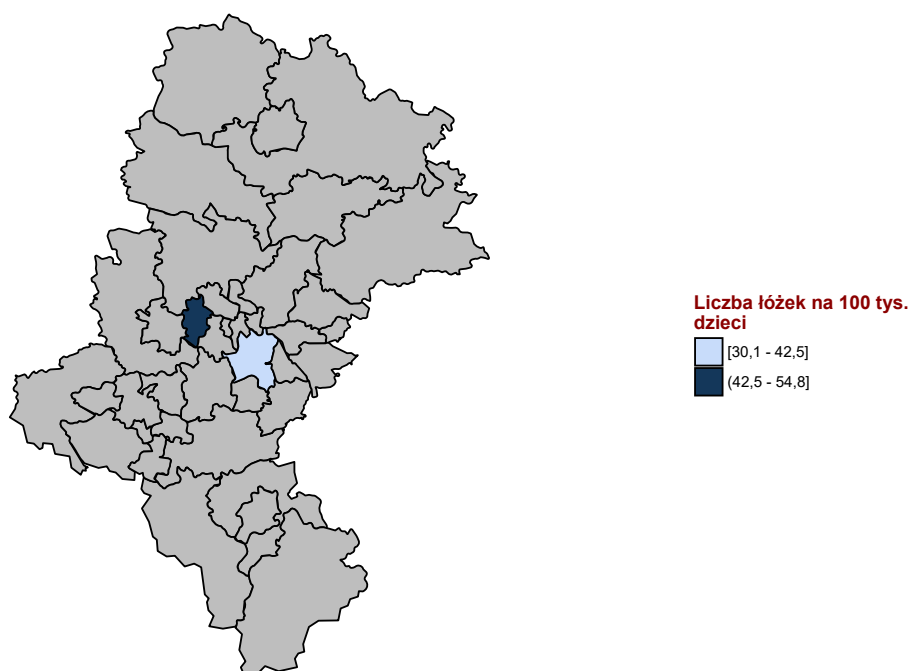 Liczba łóżek na 100 tys.
dzieci
[30,1 - 42,5]
(42,5 - 54,8]